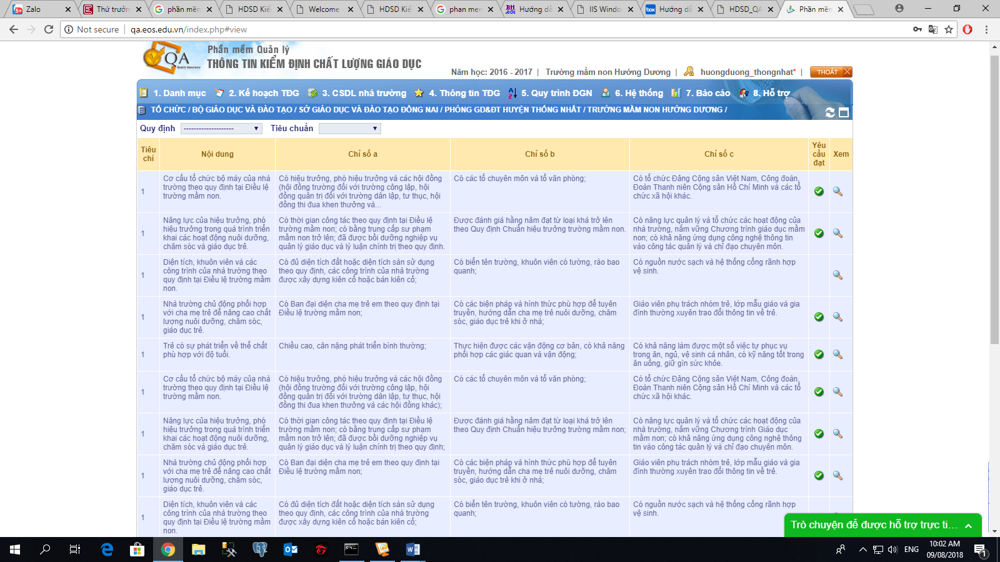 Zalo
Thứ trưởn
phần mền
HDSD Kiể
Welcome
HDSD Kiể
phan men
BH .edu Hướng dẫ
IIS Window
box Hướng dẫ
HDSD_QA
Phần mền
Not secure
qa.eos.edu.vn/index.php#view
Phần mềm Quản lý
QA Quality Assurance
THÔNG TIN KIỂM ĐỊNH CHẤT LƯỢNG GIÁO DỤC
Năm học: 2016 - 2017 | Trường mầm non Hướng Dương | huongduong_thongnhat* | THOÁT
1. Danh mục 2. Kế hoạch TĐG 3. CSDL nhà trường 4. Thông tin TĐG 5. Quy trình ĐGN 6. Hệ thống 7. Báo cáo 8. Hỗ trợ
TỔ CHỨC / BỘ GIÁO DỤC VÀ ĐÀO TẠO / SỞ GIÁO DỤC VÀ ĐÀO TẠO ĐỒNG NAI / PHÒNG GD&ĐT HUYỆN THỐNG NHẤT / TRƯỜNG MẦM NON HƯỚNG DƯƠNG /
Quy định -------------------- Tiêu chuẩn
Tiêu chí
Nội dung
Chỉ số a
Chỉ số b
Chỉ số c
Yêu cầu đạt
Xem
1
Cơ cấu tổ chức bộ máy của nhà
trường theo quy định tại Điều lệ
trường mầm non.
Có hiệu trưởng, phó hiệu trưởng và các hội đồng
(hội đồng trường đối với trường công lập, hội
đồng quản trị đối với trường dân lập, tư thục, hội
đồng thi đua khen thưởng và...
Có các tổ chuyên môn và tổ văn phòng;
Có tổ chức Đảng Cộng sản Việt Nam, Công đoàn,
Đoàn Thanh niên Cộng sản Hồ Chí Minh và các tổ
chức xã hội khác.
1
Năng lực của hiệu trưởng, phó
hiệu trưởng trong quá trình triển
khai các hoạt động nuôi dưỡng,
chăm sóc và giáo dục trẻ.
Có thời gian công tác theo quy định tại Điều lệ
trường mầm non; có bằng trung cấp sư phạm
mầm non trở lên; đã được bồi dưỡng nghiệp vụ
quản lý giáo dục và lý luận chính trị theo quy định.
Được đánh giá hằng năm đạt từ loại khá trở lên
theo Quy định Chuẩn hiệu trưởng trường mầm non.
Có năng lực quản lý và tổ chức các hoạt động của
nhà trường, nắm vững Chương trình giáo dục mầm
non; có khả năng ứng dụng công nghệ thông tin
vào công tác quản lý và chỉ đạo chuyên môn.
1
Diện tích, khuôn viên và các
công trình của nhà trường theo
quy định tại Điều lệ trường mầm
non.
Có đủ diện tích đất hoặc diện tích sàn sử dụng
theo quy định, các công trình của nhà trường
được xây dựng kiên cố hoặc bán kiên cố;
Có biển tên trường, khuôn viên có tường, rào bao
quanh;
Có nguồn nước sạch và hệ thống cống rãnh hợp
vệ sinh.
1
Nhà trường chủ động phối hợp
với cha mẹ trẻ để nâng cao chất
lượng nuôi dưỡng, chăm sóc,
giáo dục trẻ.
Có Ban đại diện cha mẹ trẻ em theo quy định tại
Điều lệ trường mầm non;
Có các biện pháp và hình thức phù hợp để tuyên
truyền, hướng dẫn cha mẹ trẻ nuôi dưỡng, chăm
sóc, giáo dục trẻ khi ở nhà;
Giáo viên phụ trách nhóm trẻ, lớp mẫu giáo và gia
đình thường xuyên trao đổi thông tin về trẻ.
1
Trẻ có sự phát triển về thể chất
phù hợp với độ tuổi.
Chiều cao, cân nặng phát triển bình thường;
Thực hiện được các vận động cơ bản, có khả năng
phối hợp các giác quan và vận động;
Có khả năng làm được một số việc tự phục vụ
trong ăn, ngủ, vệ sinh cá nhân, có kỹ năng tốt trong
ăn uống, giữ gìn sức khỏe.
1
Cơ cấu tổ chức bộ máy của nhà
trường theo quy định tại Điều lệ
trường mầm non.
Có hiệu trưởng, phó hiệu trưởng và các hội đồng
(hội đồng trường đối với trường công lập, hội
đồng quản trị đối với trường dân lập, tư thục, hội
đồng thi đua khen thưởng và các hội đồng khác);
Có các tổ chuyên môn và tổ văn phòng;
Có tổ chức Đảng Cộng sản Việt Nam, Công đoàn,
Đoàn Thanh niên Cộng sản Hồ Chí Minh và các tổ
chức xã hội khác.
1
Năng lực của hiệu trưởng, phó
hiệu trưởng trong quá trình triển
khai các hoạt động nuôi dưỡng,
chăm sóc và giáo dục trẻ.
Có thời gian công tác theo quy định tại Điều lệ
trường mầm non; có bằng trung cấp sư phạm
mầm non trở lên; đã được bồi dưỡng nghiệp vụ
quản lý giáo dục và lý luận chính trị theo quy định;
Được đánh giá hằng năm đạt từ loại khá trở lên
theo Quy định Chuẩn hiệu trưởng trường mầm non;
Có năng lực quản lý và tổ chức các hoạt động của
nhà trường, nắm vững Chương trình Giáo dục
mầm non; có khả năng ứng dụng công nghệ thông
tin vào công tác quản lý và chỉ đạo chuyên môn.
1
Nhà trường chủ động phối hợp
với cha mẹ trẻ để nâng cao chất
lượng nuôi dưỡng, chăm sóc,
giáo dục trẻ.
Có Ban đại diện cha mẹ trẻ em theo quy định tại
Điều lệ trường mầm non;
Có các biện pháp và hình thức phù hợp để tuyên
truyền, hướng dẫn cha mẹ trẻ nuôi dưỡng, chăm
sóc, giáo dục trẻ khi ở nhà;
Giáo viên phụ trách nhóm trẻ, lớp mẫu giáo và gia
đình thường xuyên trao đổi thông tin về trẻ.
1
Diện tích, khuôn viên và các
công trình của nhà trường theo
quy định tại Điều lệ trường mầm
non.
Có đủ diện tích đất hoặc diện tích sàn sử dụng
theo quy định, các công trình của nhà trường
được xây dựng kiên cố hoặc bán kiên cố;
Có biển tên trường, khuôn viên có tường, rào bao
quanh;
Có nguồn nước sạch và hệ thống cống rãnh hợp
vệ sinh.
Trò chuyện để được hỗ trợ trực ti...
ENG
10:02 AM
09/08/2018
1